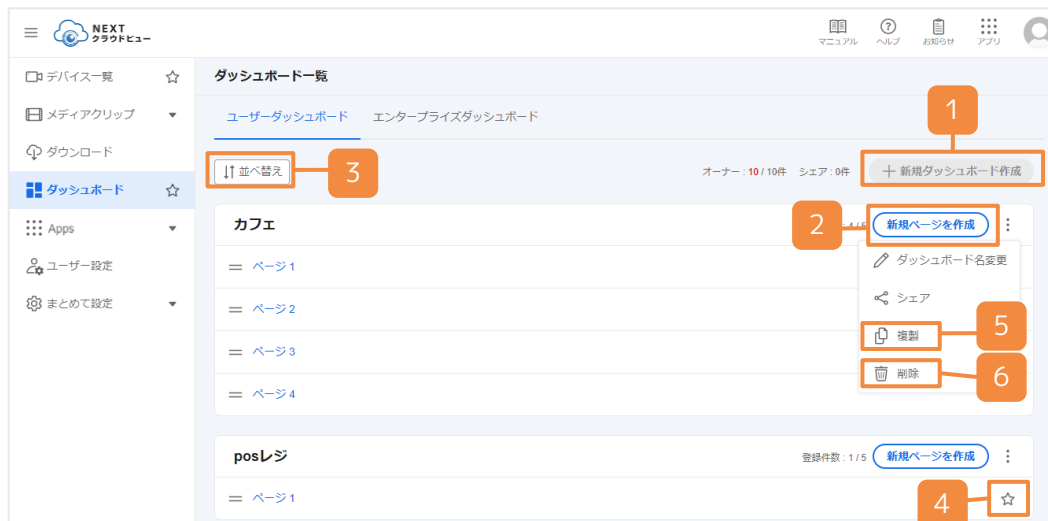 NEXT
クラウドビュー
マニュアル
ヘルプ
お知らせ
アプリ
デバイス一覧
メディアクリップ
ダウンロード
ダッシュボード
Apps
ユーザー設定
まとめて設定
ダッシュボード一覧
ユーザーダッシュボード エンタープライズダッシュボード
1
並べ替え
3
オーナー : 10 / 10件 シェア : 0件
新規ダッシュボード作成
カフェ
2
: 4 / 5
新規ページを作成
ダッシュボード名変更
シェア
複製
5
削除
6
ページ 1
ページ 2
ページ 3
ページ 4
posレジ
登録件数 : 1 / 5
新規ページを作成
ページ 1
4